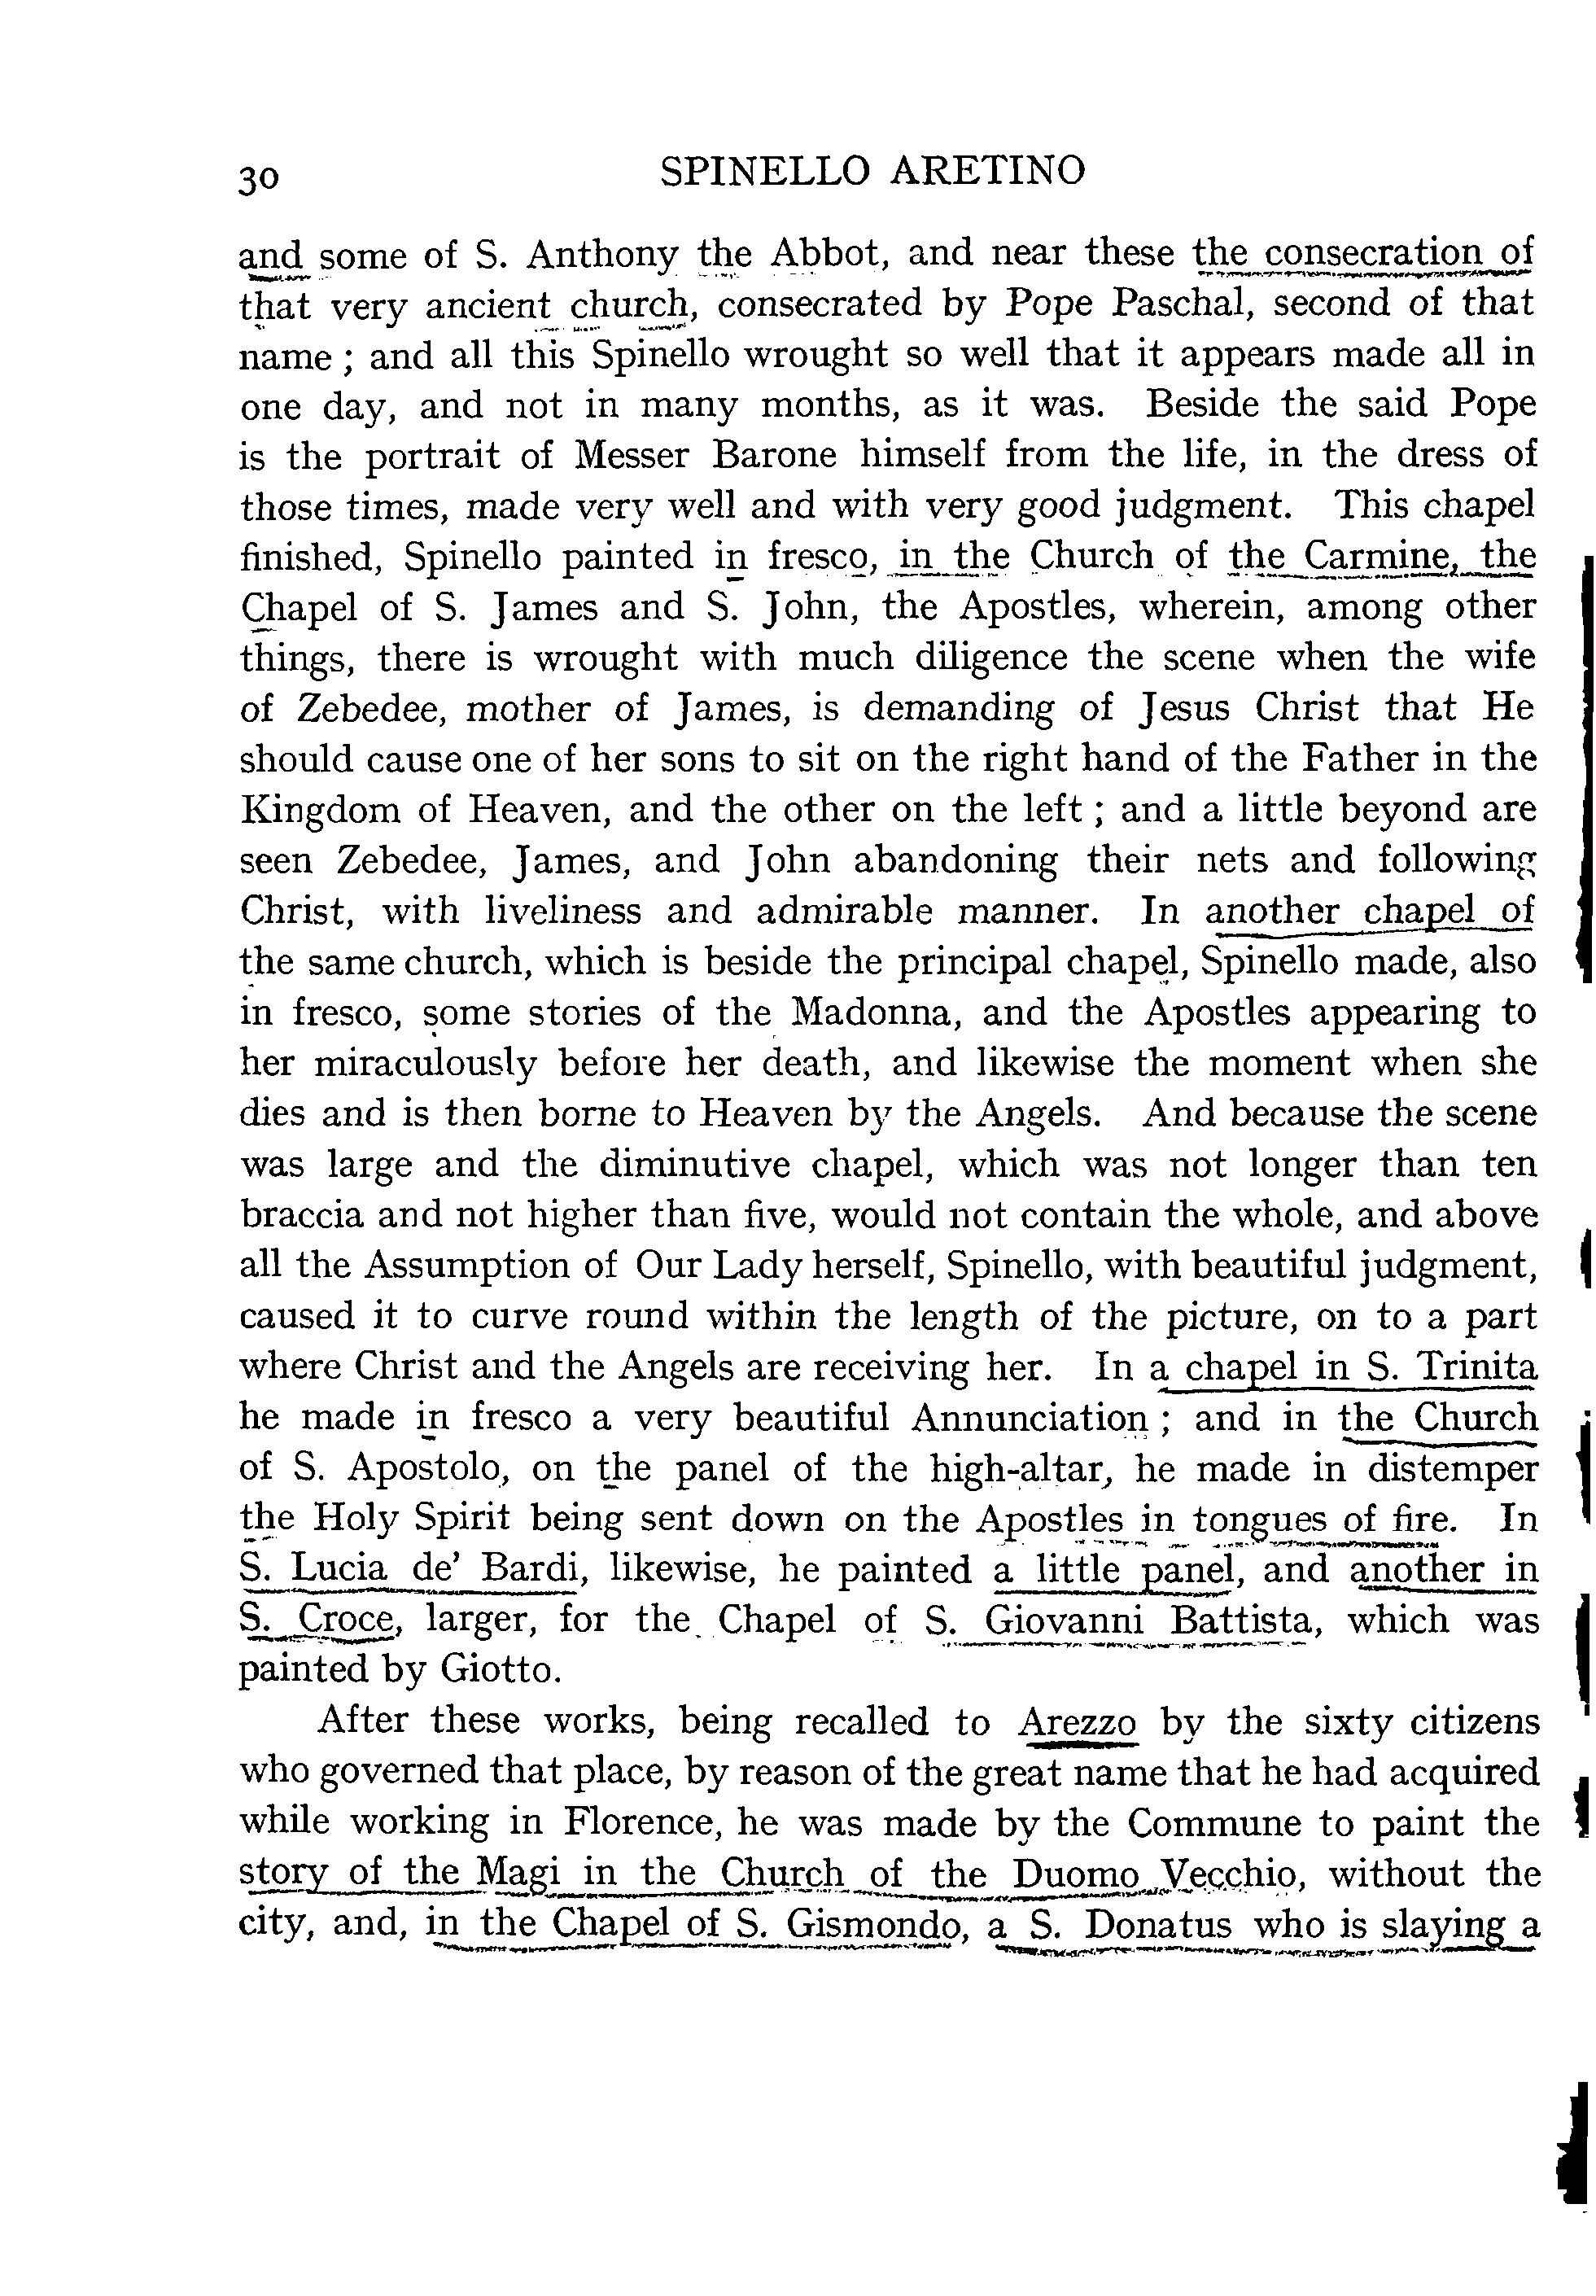 30 SPINELLO ARETINO
and some of S. Anthony the Abbot, and near these the consecration of
that very ancient church, consecrated by Pope Paschal, second of that
name ; and all this Spinello wrought so well that it appears made all in
one day, and not in many months, as it was. Beside the said Pope
is the portrait of Messer Barone himself from the life, in the dress of
those times, made very well and with very good judgment. This chapel
finished, Spinello painted in fresco, in the Church of the Carmine, the
Chapel of S. James and S. John, the Apostles, wherein, among other
things, there is wrought with much diligence the scene when the wife
of Zebedee, mother of James, is demanding of Jesus Christ that He
should cause one of her sons to sit on the right hand of the Father in the
Kingdom of Heaven, and the other on the left ; and a little beyond are
seen Zebedee, James, and John abandoning their nets and following
Christ, with liveliness and admirable manner. In another chapel of
the same church, which is beside the principal chapel, Spinello made, also
in fresco, some stories of the Madonna, and the Apostles appearing to
her miraculously before her death, and likewise the moment when she
dies and is then borne to Heaven by the Angels. And because the scene
was large and the diminutive chapel, which was not longer than ten
braccia and not higher than five, would not contain the whole, and above
all the Assumption of Our Lady herself, Spinello, with beautiful judgment,
caused it to curve round within the length of the picture, on to a part
where Christ and the Angels are receiving her. In a chapel in S. Trinita
he made in fresco a very beautiful Annunciation ; and in the Church
of S. Apostolo, on the panel of the high-altar, he made in distemper
the Holy Spirit being sent down on the Apostles in tongues of fire. In
S. Lucia de' Bardi, likewise, he painted a little panel, and another in
S. Croce, larger, for the Chapel of S. Giovanni Battista, which was
painted by Giotto.
After these works, being recalled to Arezzo by the sixty citizens
who governed that place, by reason of the great name that he had acquired
while working in Florence, he was made by the Commune to paint the
story of the Magi in the Church of the Duomo Vecchio, without the
city, and, in the Chapel of S. Gismondo, a S. Donatus who is slaying a